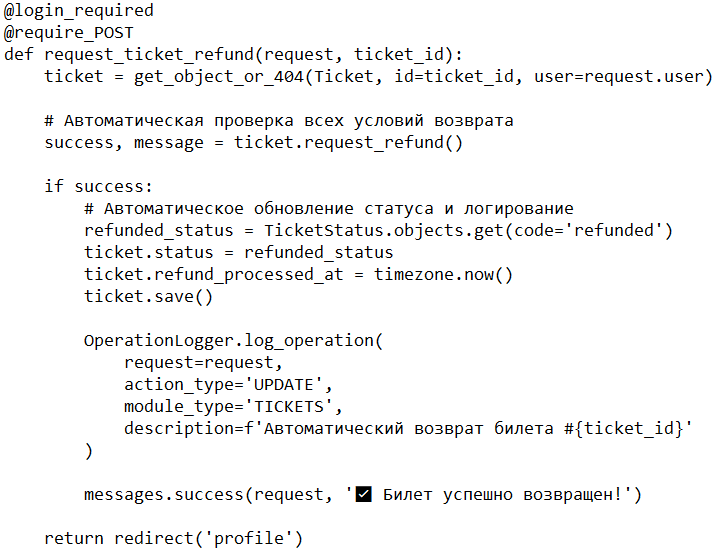 @login_required
@require_POST
def request_ticket_refund(request, ticket_id):
    ticket = get_object_or_404(Ticket, id=ticket_id, user=request.user)

    # Автоматическая проверка всех условий возврата
    success, message = ticket.request_refund()

    if success:
        # Автоматическое обновление статуса и логирование
        refunded_status = TicketStatus.objects.get(code='refunded')
        ticket.status = refunded_status
        ticket.refund_processed_at = timezone.now()
        ticket.save()

        OperationLogger.log_operation(
            request=request,
            action_type='UPDATE',
            module_type='TICKETS',
            description=f'Автоматический возврат билета #{ticket_id}'
        )

        messages.success(request, '✅ Билет успешно возвращен!')

    return redirect('profile')